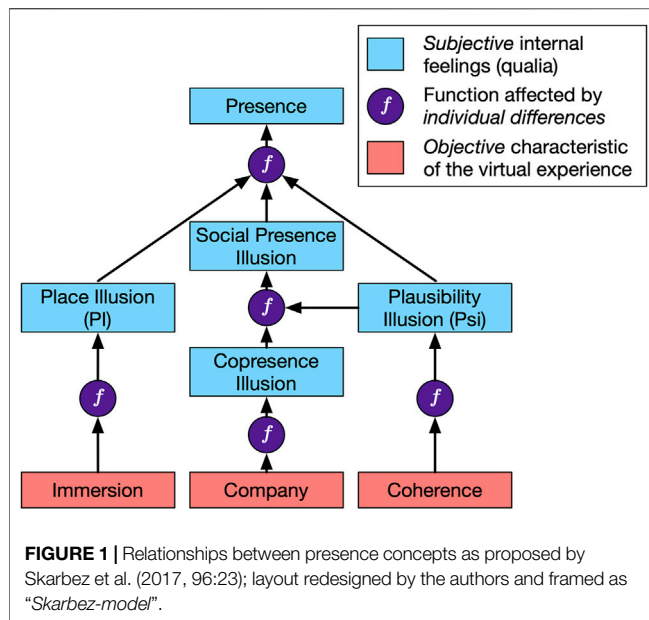 Subjective internal
feelings (qualia)
f
Function affected by
individual differences
Objective characteristic
of the virtual experience
Presence
f
Social Presence
Illusion
Place Illusion
(PI)
f
Plausibility
Illusion (Psi)
Copresence
Illusion
f
f
f
Immersion
Company
Coherence
FIGURE 1 | Relationships between presence concepts as proposed by
Skarbez et al. (2017, 96:23); layout redesigned by the authors and framed as
“Skarbez-model”.